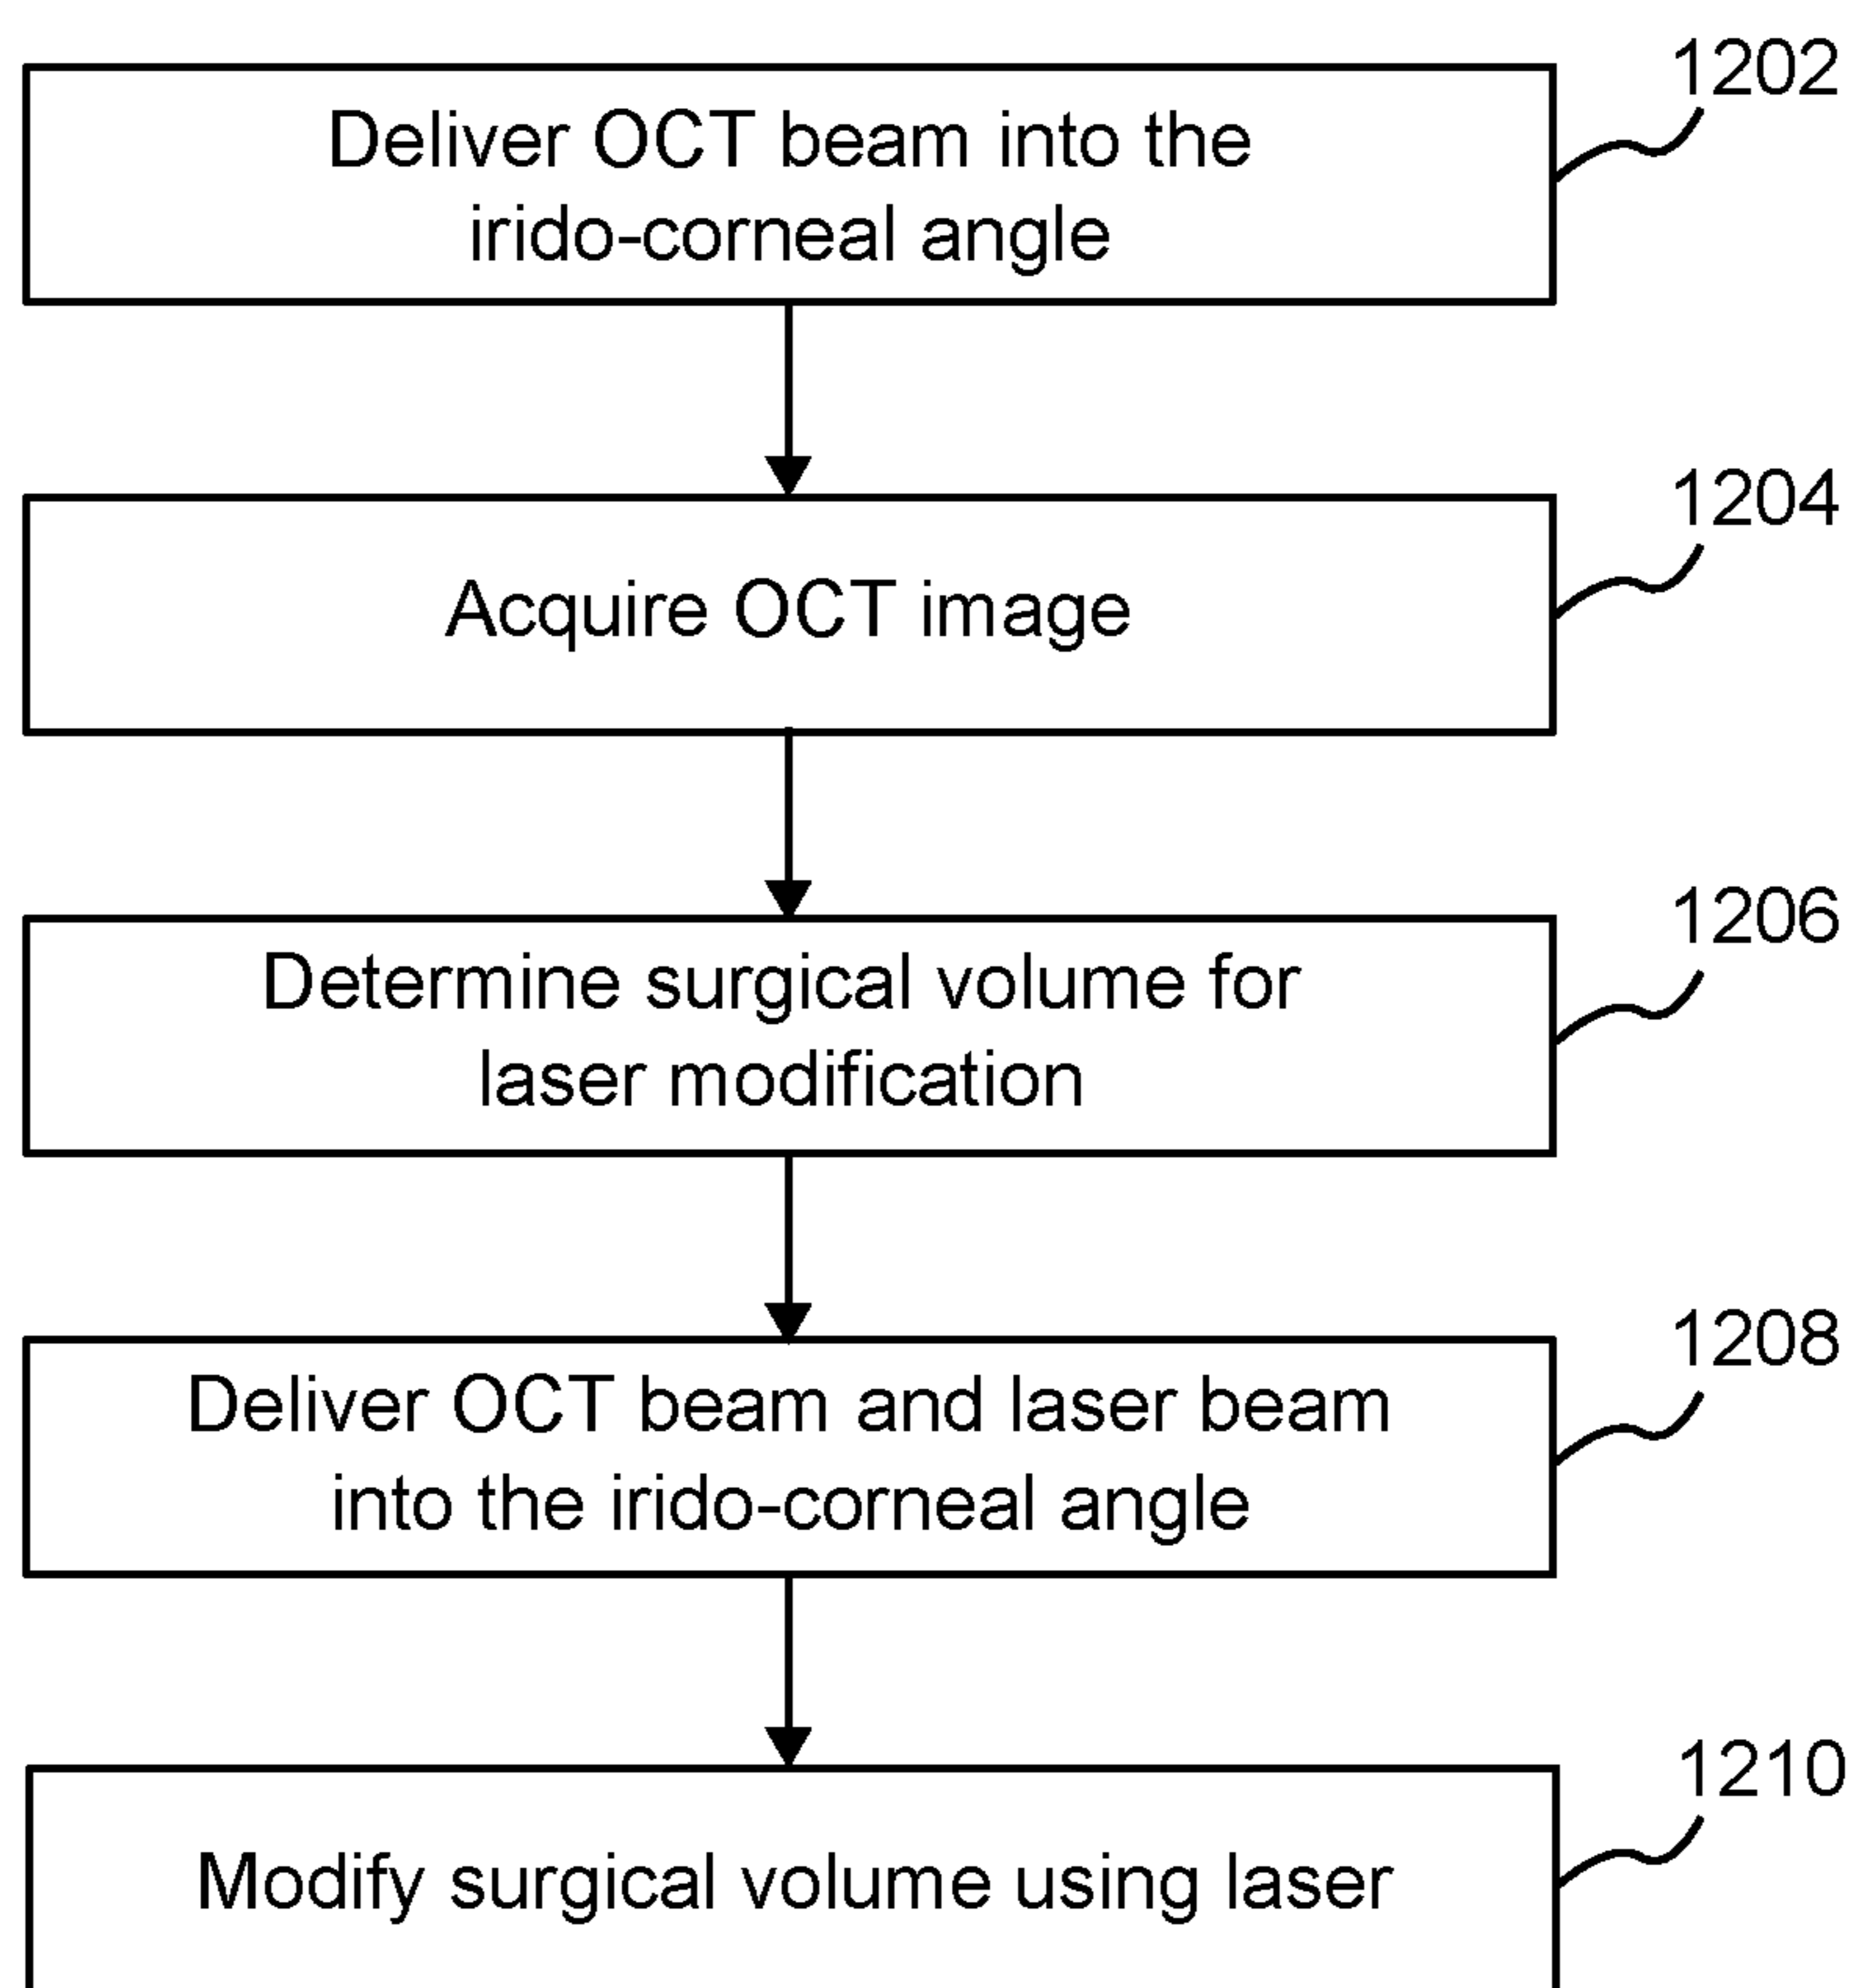 1202
Deliver OCT beam into the
irido-corneal angle
1204
Acquire OCT image
1206
Determine surgical volume for
laser modification
1208
Deliver OCT beam and laser beam
into the irido-corneal angle
1210
Modify surgical volume using laser